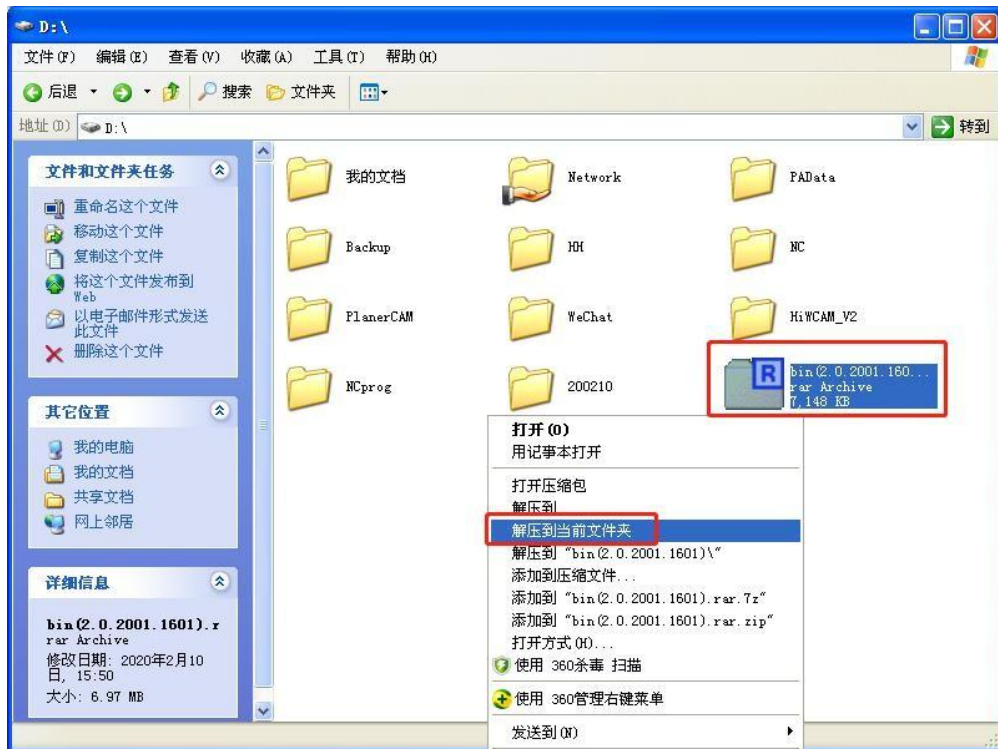 D:\
文件(F) 编辑(E) 查看(V) 收藏(A) 工具(T) 帮助(H)
后退 搜索 文件夹
地址(D) D:\ 转到
文件和文件夹任务
重命名这个文件
移动这个文件
复制这个文件
将这个文件发布到
Web
以电子邮件形式发送
此文件
删除这个文件
其它位置
我的电脑
我的文档
共享文档
网上邻居
详细信息
bin(2.0.2001.1601).r
rar Archive
修改日期: 2020年2月10
日, 15:50
大小: 6.97 MB
我的文档 Network PAData
Backup HH NC
PlanerCAM WeChat HiWCAM_V2
NCprog 200210
R
bin(2.0.2001.160...
rar Archive
7,148 KB
打开(O)
用记事本打开
打开压缩包
解压到
解压到当前文件夹
解压到 "bin(2.0.2001.1601)\"
添加到压缩文件...
添加到 "bin(2.0.2001.1601).rar.7z"
添加到 "bin(2.0.2001.1601).rar.zip"
打开方式(H)...
使用 360杀毒 扫描
使用 360管理右键菜单
发送到(N)